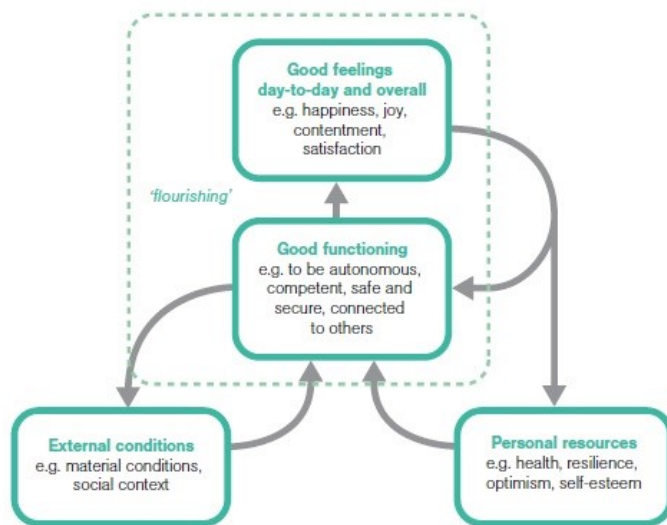 Good feelings
day-to-day and overall
e.g. happiness, joy,
contentment,
satisfaction
'flourishing'
Good functioning
e.g. to be autonomous,
competent, safe and
secure, connected
to others
External conditions
e.g. material conditions,
social context
Personal resources
e.g. health, resilience,
optimism, self-esteem